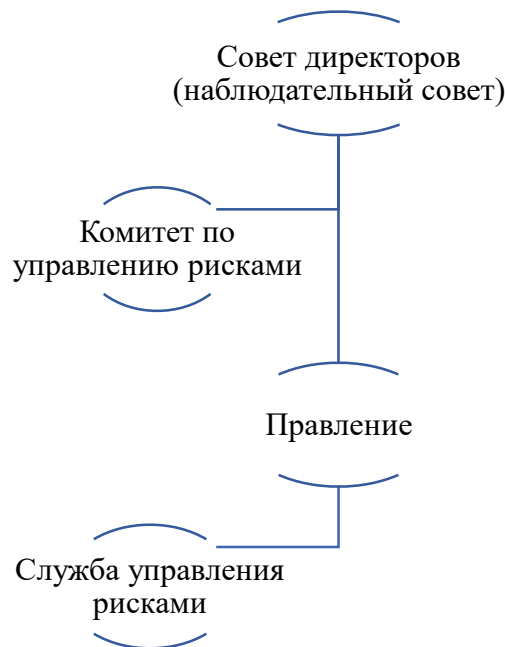 Совет директоров
(наблюдательный совет)
Комитет по
управлению рисками
Правление
Служба управления
рисками